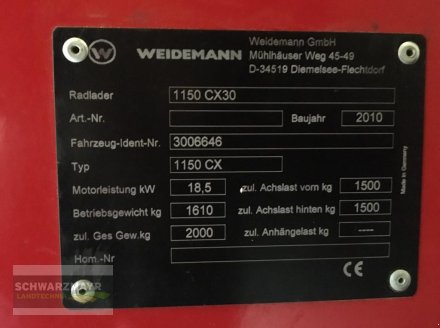 WEIDEMANN
Weidemann GmbH
Mühlhäuser Weg 45-49
D-34519 Diemelsee-Flechtdorf
Radlader 1150 CX30
Art.-Nr. Baujahr 2010
Fahrzeug-Ident-Nr. 3006646
Typ 1150 CX
Motorleistung kW 18,5 zul. Achslast vorn kg 1500
Betriebsgewicht kg 1610 zul. Achslast hinten kg 1500
zul. Ges Gew.kg 2000 zul. Anhängelast kg ----
Hom.-Nr
CE
Made in Germany
SCHWARZMAYR
LANDTECHNIK